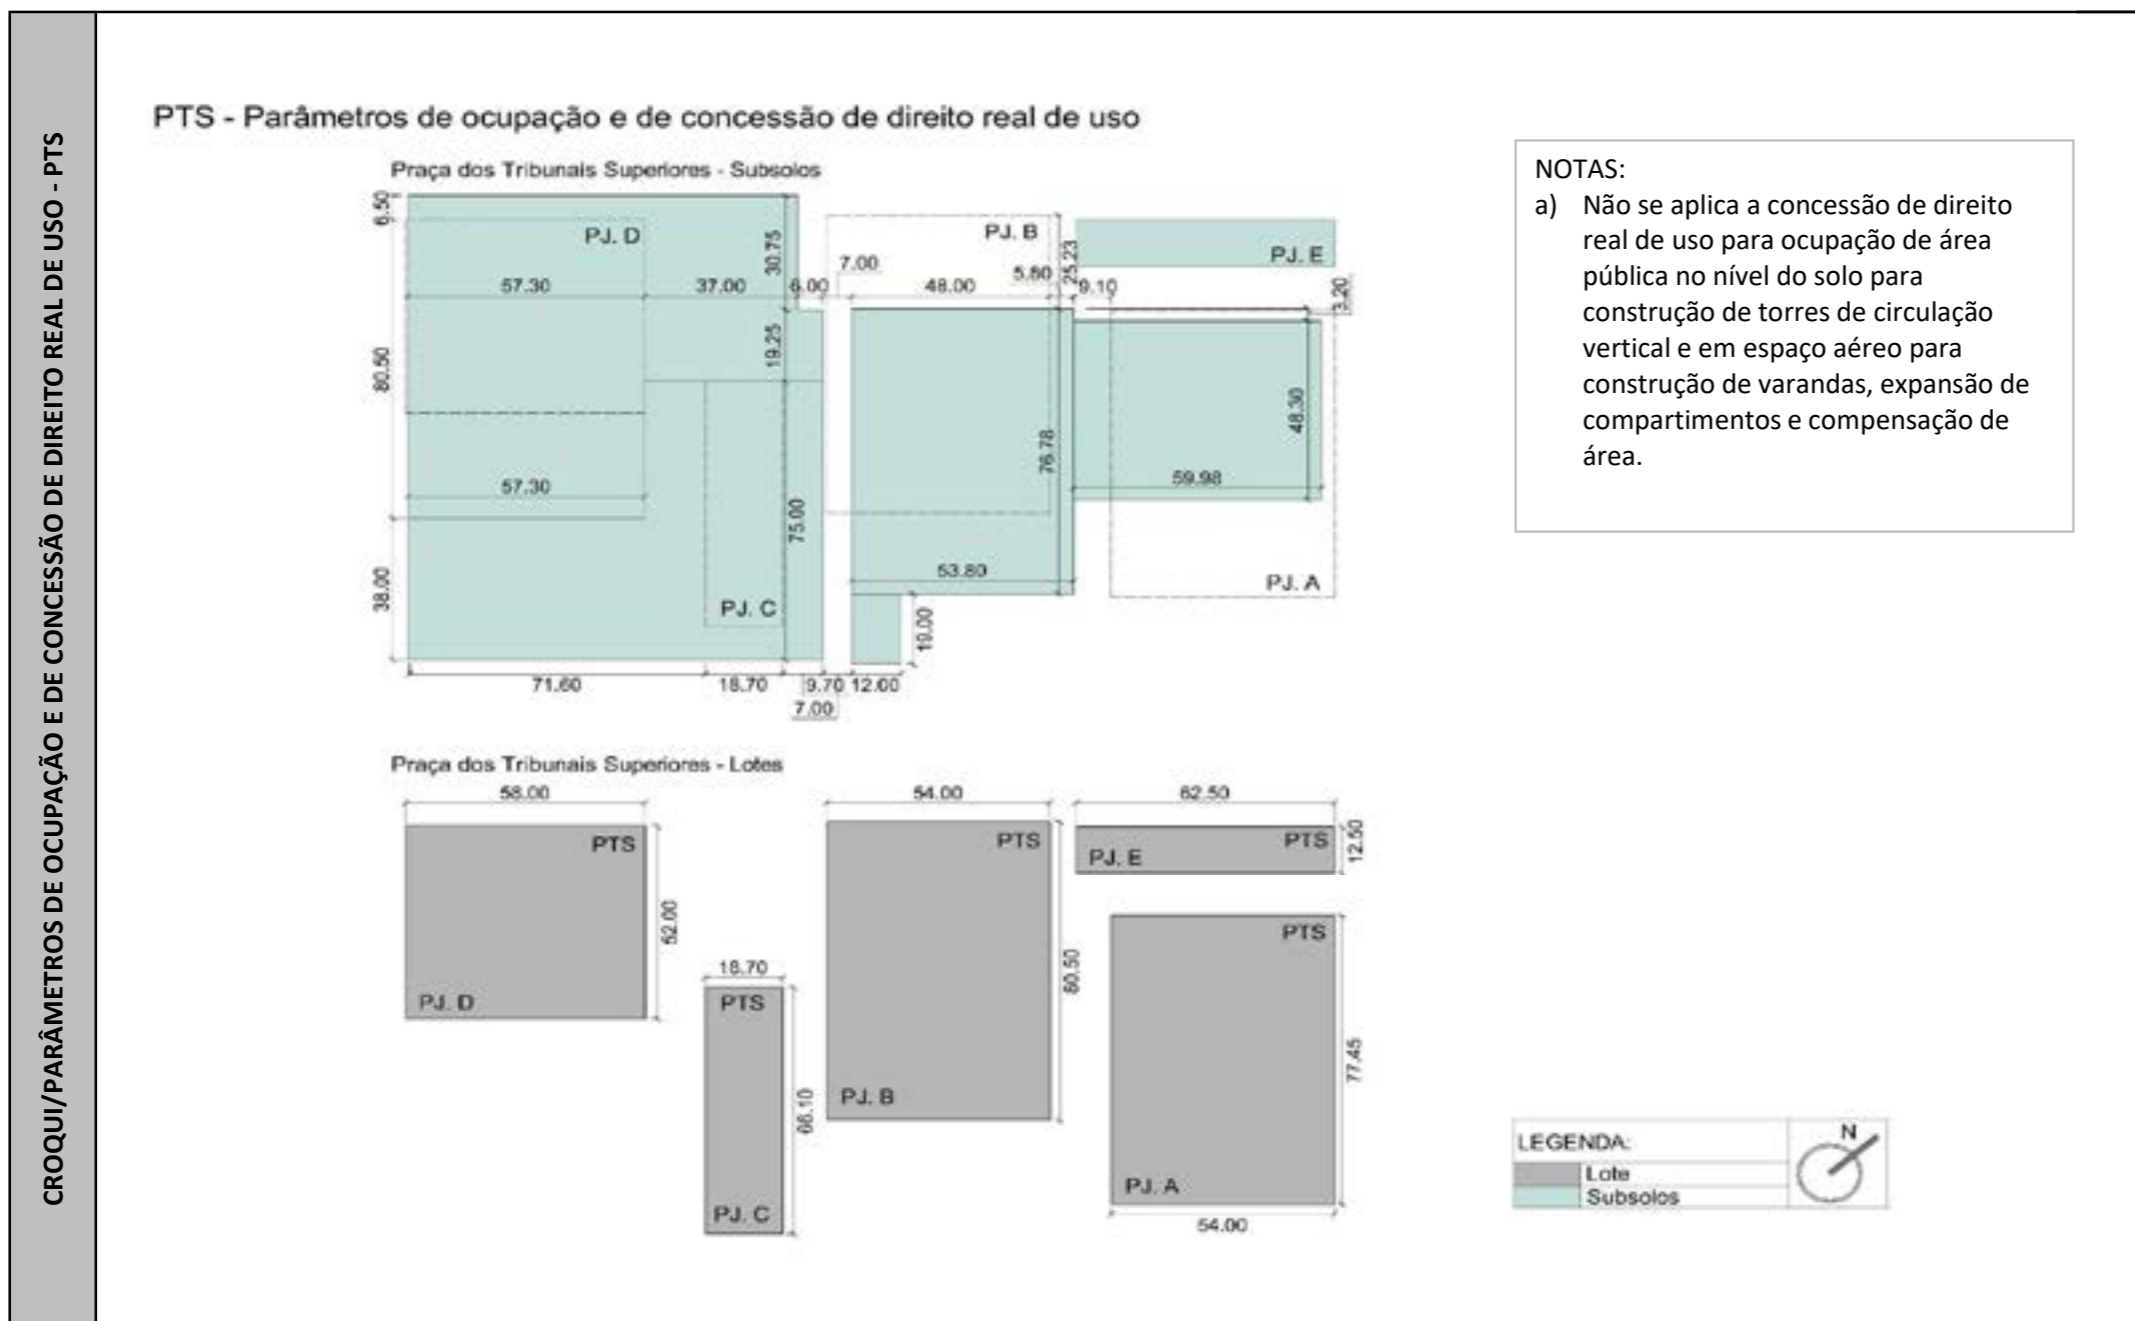 CROQUI/PARÂMETROS DE OCUPAÇÃO E DE CONCESSÃO DE DIREITO REAL DE USO - PTS
PTS - Parâmetros de ocupação e de concessão de direito real de uso
Praça dos Tribunais Superiores - Subsolos
6.50
PJ. D
30.75
PJ. B
25.23
PJ. E
7.00
5.80
57.30
37.00
6.00
48.00
9.10
3.20
80.50
19.25
48.30
76.78
59.98
57.30
75.00
38.00
53.80
PJ. A
PJ. C
19.00
71.60
18.70
9.70
12.00
7.00
Praça dos Tribunais Superiores - Lotes
58.00
54.00
62.50
PTS
PTS
PTS
12.50
PJ. E
52.00
PTS
80.50
18.70
PJ. D
PTS
77.45
PJ. B
66.10
PJ. A
PJ. C
54.00
NOTAS:
a) Não se aplica a concessão de direito
real de uso para ocupação de área
pública no nível do solo para
construção de torres de circulação
vertical e em espaço aéreo para
construção de varandas, expansão de
compartimentos e compensação de
área.
LEGENDA:
N
Lote
Subsolos